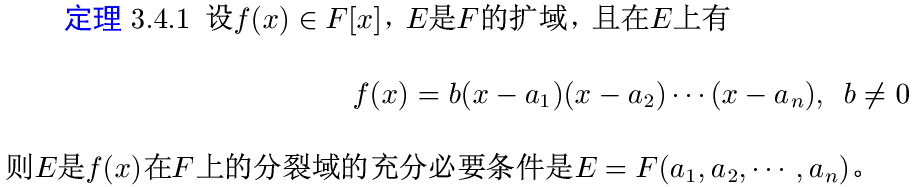 定理 3.4.1 设f(x) ∈ F[x]，E是F的扩域，且在E上有
f(x) = b(x − a₁)(x − a₂) ··· (x − aₙ), b ≠ 0
则E是f(x)在F上的分裂域的充分必要条件是E = F(a₁, a₂, ··· , aₙ)。